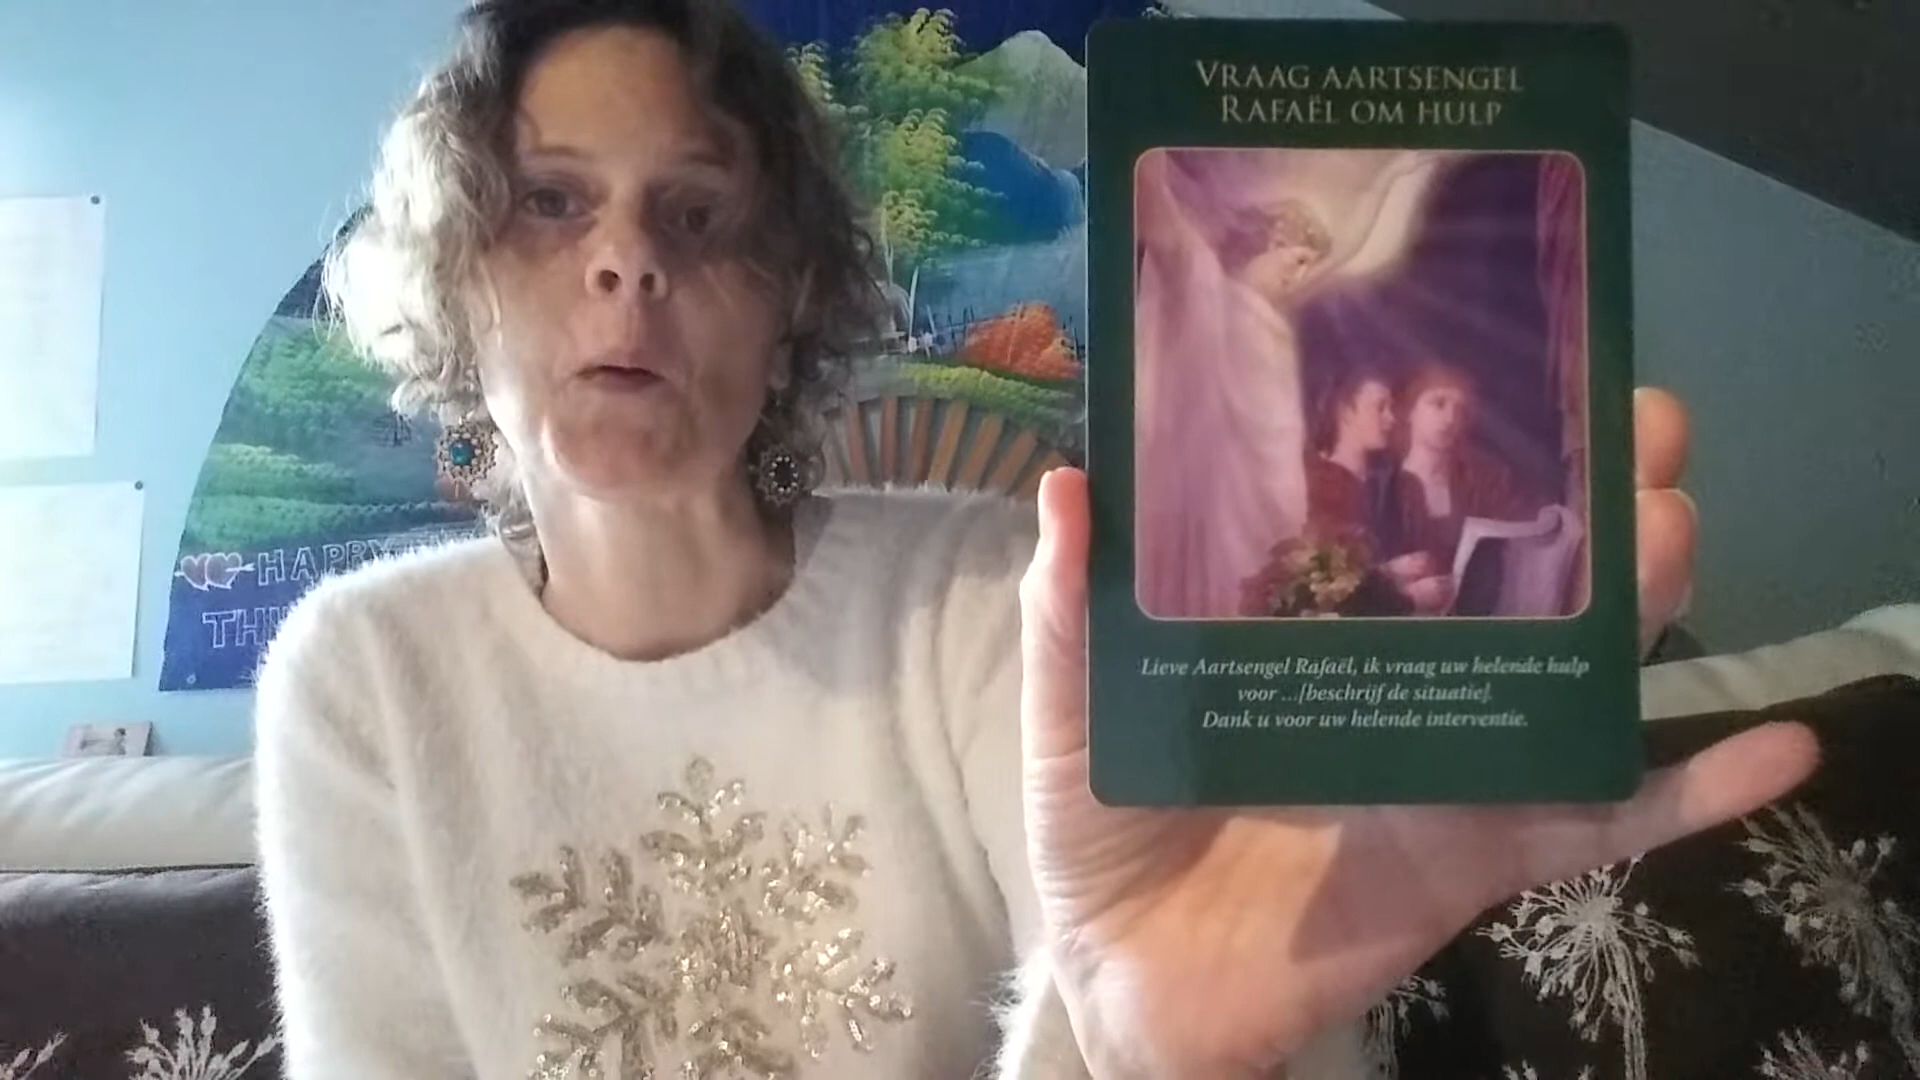 VRAAG AARTSENGEL
RAFAËL OM HULP
Lieve Aartsengel Rafaël, ik vraag uw helende hulp
voor ...[beschrijf de situatie].
Dank u voor uw helende interventie.
HAPPY